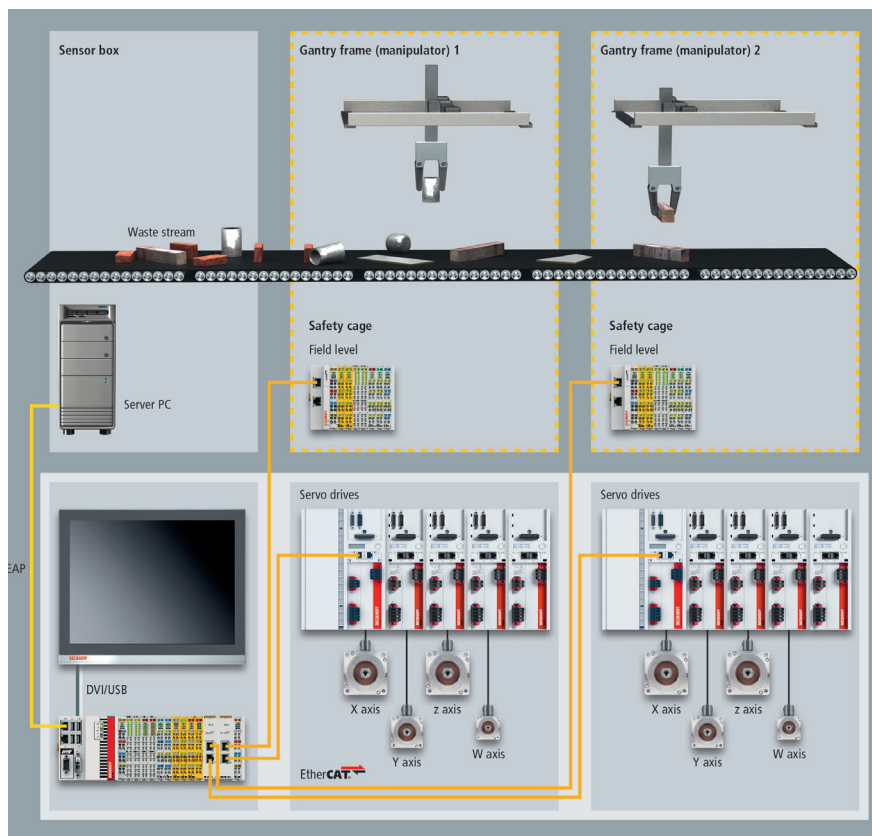 Sensor box
Gantry frame (manipulator) 1
Gantry frame (manipulator) 2
Waste stream
Safety cage
Field level
Safety cage
Field level
Server PC
Servo drives
Servo drives
EAP
BECKHOFF
DVI/USB
X axis
z axis
Y axis
W axis
X axis
z axis
Y axis
W axis
EtherCAT